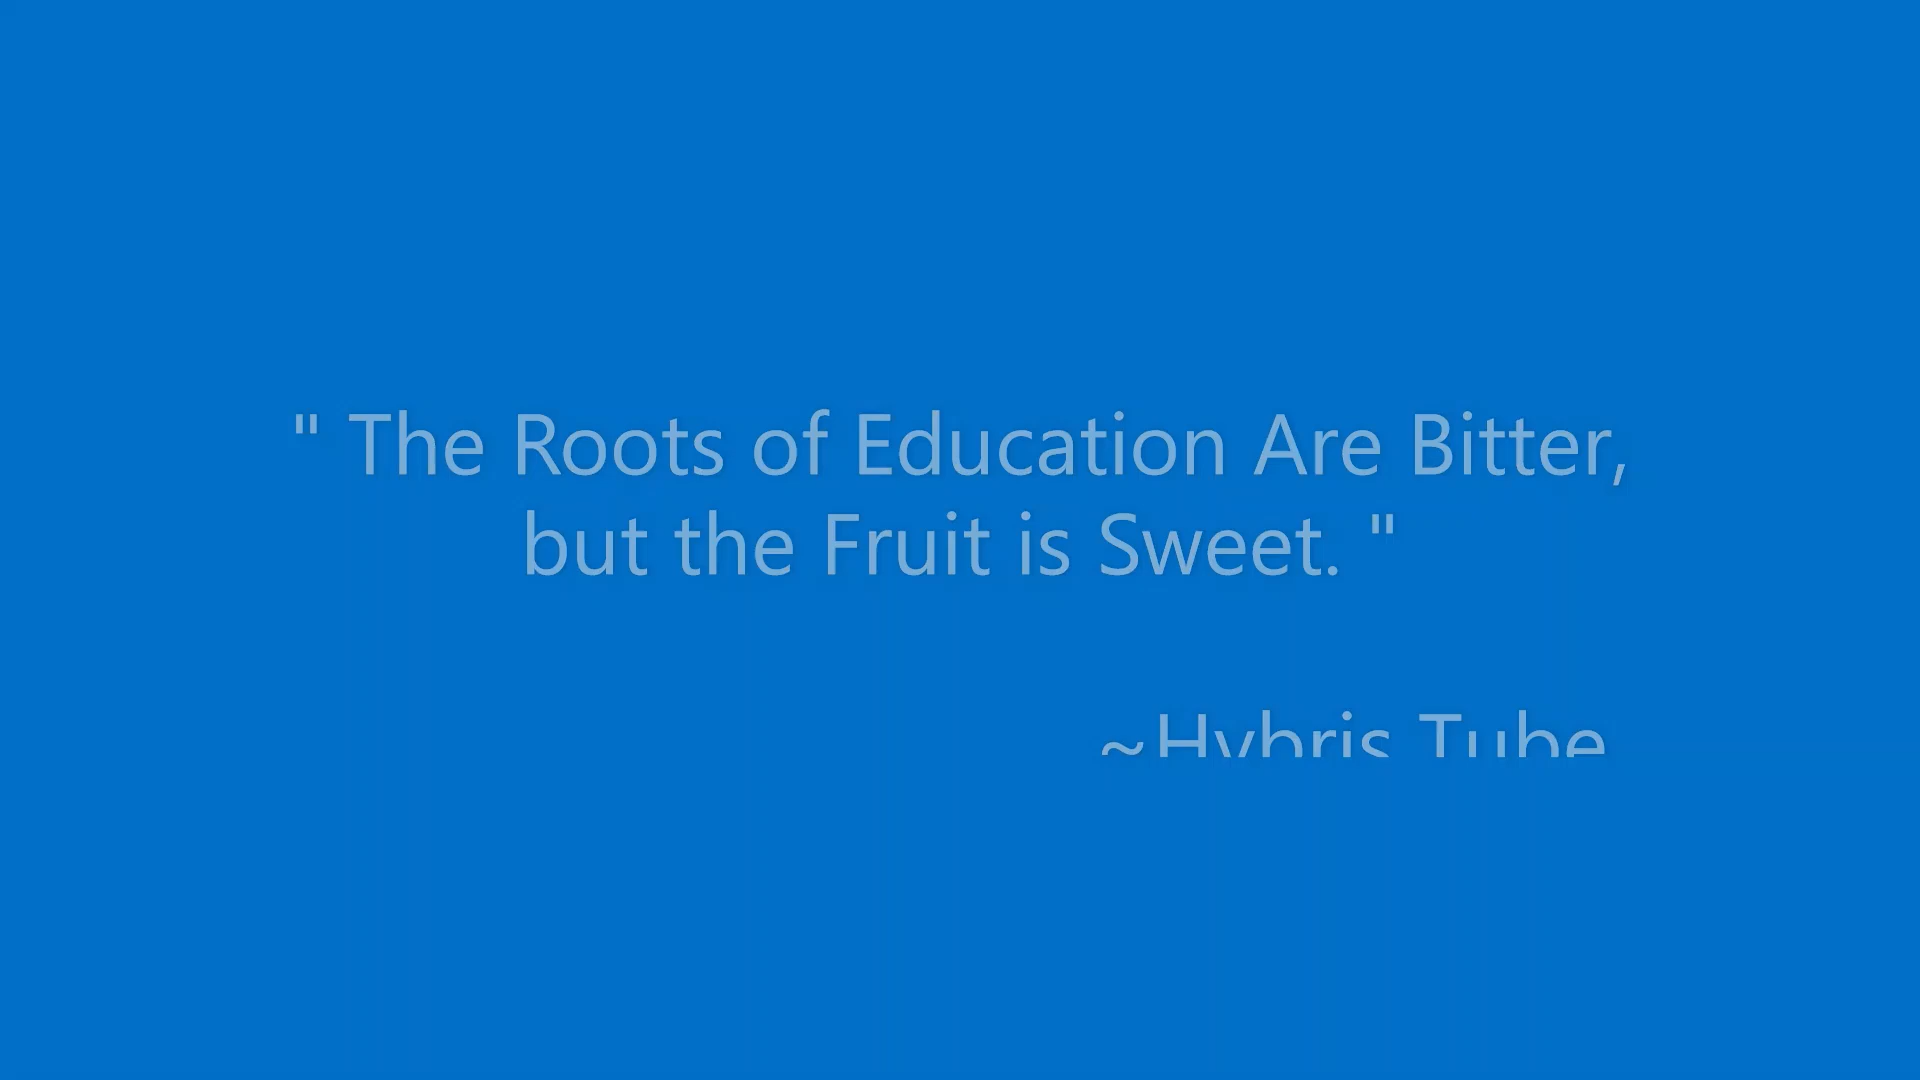 " The Roots of Education Are Bitter,
but the Fruit is Sweet. "
~Hybris Tube